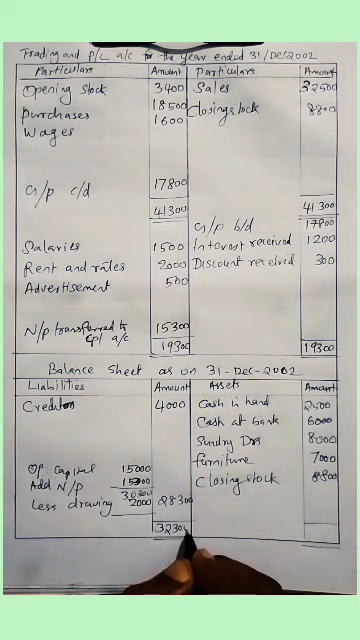 Trading and P/L a/c for the year ended 31/Dec 2002
Particulars Amount Particulars Amount
Opening stock 3400 Sales 32500
Purchases 18500 Closing stock 8800
Wages 1600
G/p c/d 17800
41300 41300
G/p b/d 17800
Salaries 1500 Interest received 1200
Rent and rates 2000 Discount received 300
Advertisement 500
N/p transferred to cp/ a/c 15300
19300 19300
Balance sheet as on 31-Dec-2002
Liabilities Amount Assets Amount
Creditors 4000 Cash in hand 2500
Cash at bank 6000
Sundry Drs 8000
furniture 7000
Op capital 15000 Closing stock 8800
Add N/p 15300
30300
Less drawing 2000 28300
3230